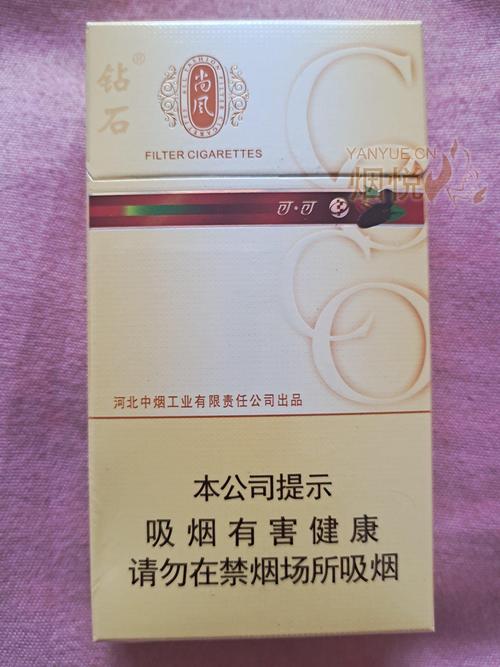 钻石®
尚风
FILTER CIGARETTES
YANYUE.CN
烟悦
可·可
COCO
河北中烟工业有限责任公司出品
本公司提示
吸烟有害健康
请勿在禁烟场所吸烟